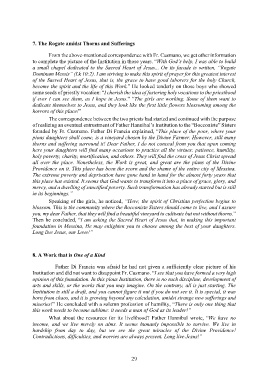 7. The Rogate amidst Thorns and Sufferings
From the above-mentioned correspondence with Fr. Cusmano, we get other information
to complete the picture of the Institution in those years: "With God's help, I was able to build
a small chapel dedicated to the Sacred Heart of Jesus... On its facade is written, "Rogate
Dominum Messis" (Lk 10:2). I am striving to make this spirit of prayer for this greatest interest
of the Sacred Heart of Jesus, that is, the grace to have good laborers for the holy Church,
become the spirit and the life of this Work." He looked tenderly on those boys who showed
some seeds of priestly vocation: "I cherish the idea of fostering holy vocations to the priesthood
if ever I can see them, as I hope in Jesus." "The girls are working. Some of them want to
dedicate themselves to Jesus, and they look like the first little flowers blossoming among the
horrors of this place!"
The correspondence between the two priests had started and continued with the purpose
of realizing an eventual entrustment of Father Hannibal's institution to the "Bocconiste" Sisters
founded by Fr. Cusmano. Father Di Francia explained, "This place of the poor, where your
pious daughters shall come, is a vineyard chosen by the Divine Farmer. However, still many
thorns and suffering surround it! Dear Father, I do not conceal from you that upon coming
here your daughters will find many occasions to practice all the virtues: patience, humility,
holy poverty, charity, mortification, and others. They will find the cross of Jesus Christ spread
all over the place. Nonetheless, the Work is great, and great are the plans of the Divine
Providence on it. This place has been the scorn and the shame of the entire city of Messina.
The extreme poverty and deprivation have gone hand in hand for the almost forty years that
this place has existed. It seems that God wants to transform it into a place of grace, glory, and
mercy, and a dwelling of sanctified poverty. Such transformation has already started but is still
in its beginnings."
Speaking of the girls, he noticed, "Here, the spirit of Christian perfection begins to
blossom. This is the community where the Bocconiste Sisters should come to live, and I assure
you, my dear Father, that they will find a beautiful vineyard to cultivate but not without thorns."
Then he concluded, "I am asking the Sacred Heart of Jesus that, in making the important
foundation in Messina, He may enlighten you to choose among the best of your daughters.
Long live Jesus, our Love!"
8. A Work that is One of a Kind
Father Di Francia was afraid he had not given a sufficiently clear picture of his
Institution and did not want to disappoint Fr. Cusmano. "I see that you have formed a very high
opinion of this foundation. In this pious Institution, there is no such discipline, development of
arts and skills, or the works that you may imagine. On the contrary, all is just starting. The
Institution is still a draft, and you cannot figure it out if you do not see it. It is special, it was
born from chaos, and it is growing beyond any calculation, amidst strange new sufferings and
miseries!" He concluded with a solemn profession of humility, "There is only one thing that
this work needs to become sublime: it needs a man of God as its leader!"
What about the resources for its livelihood? Father Hannibal wrote, "We have no
income, and we live merely on alms. It seems thousandly impossible to survive. We live in
hardship from day to day, but we see the great miracles of the Divine Providence!
Contradictions, difficulties, and worries are always present. Long live Jesus!"
29